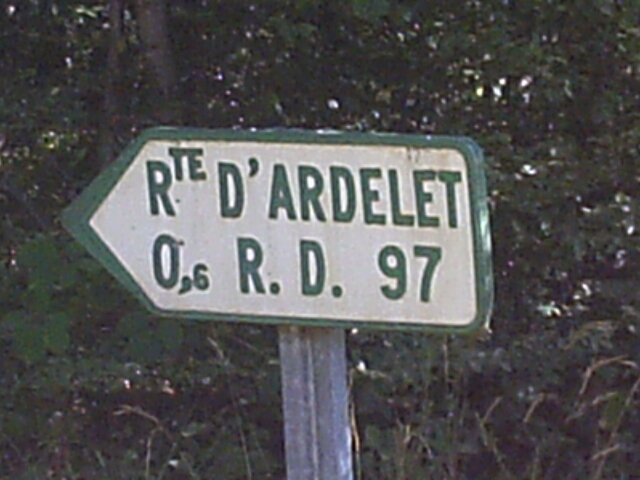 RTE D'ARDELET
0,6 R. D. 97